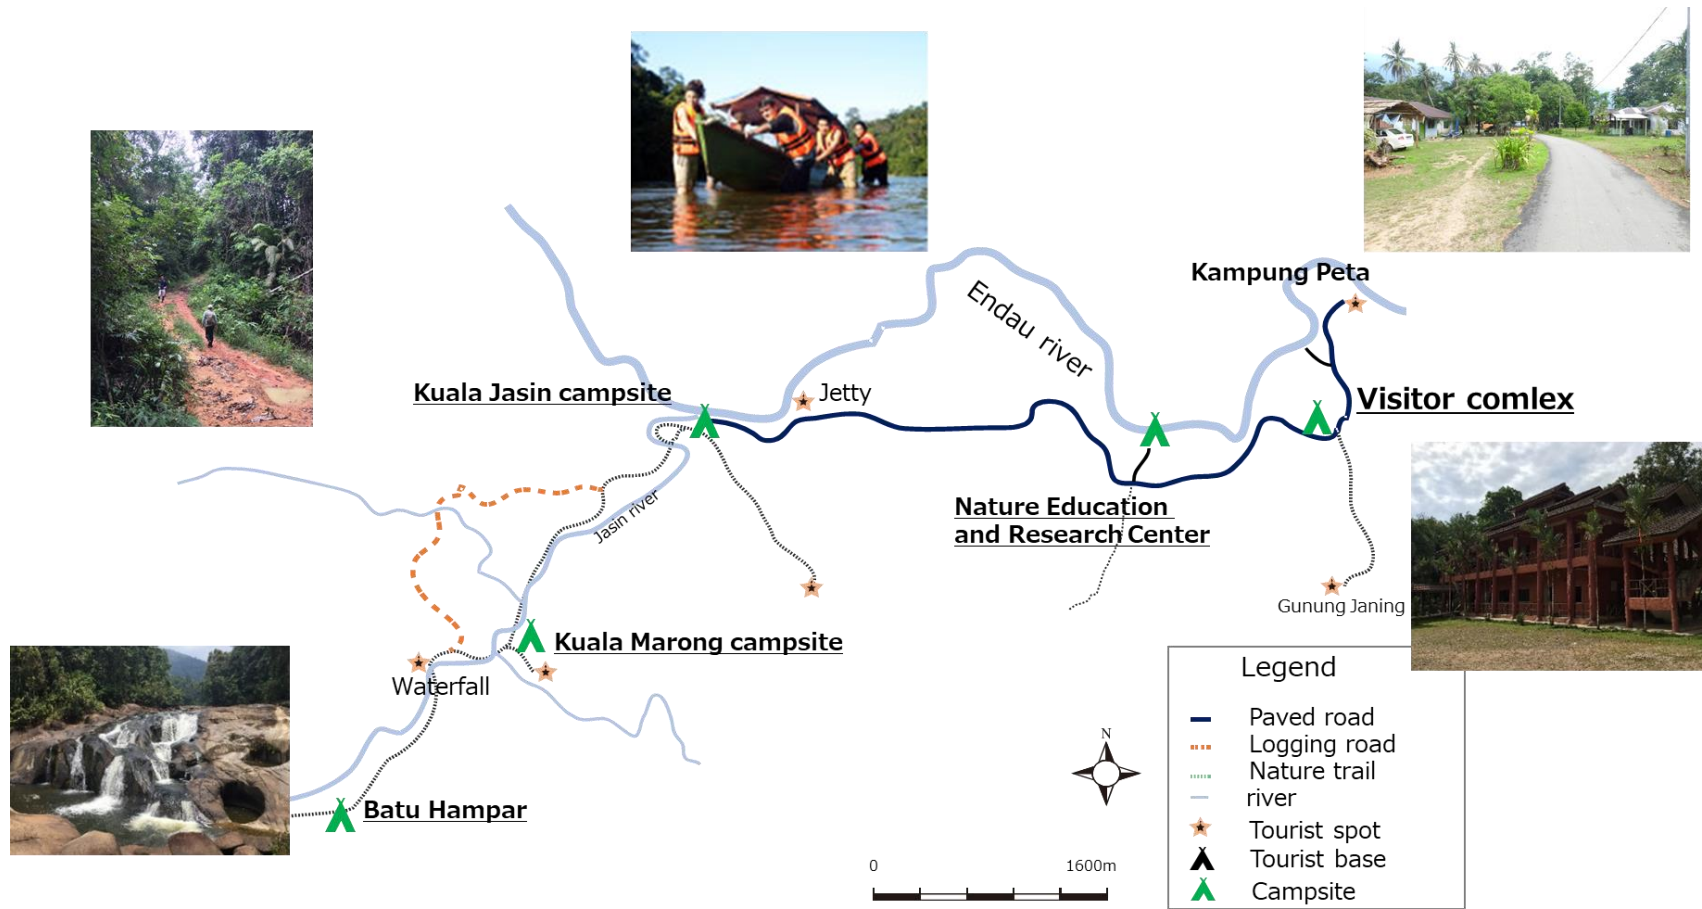 Kampung Peta
Endau river
Kuala Jasin campsite
Jetty
Visitor comlex
Nature Education
and Research Center
Jasin river
Gunung Janing
Kuala Marong campsite
Waterfall
Batu Hampar
N
0 1600m
Legend
Paved road
Logging road
Nature trail
river
Tourist spot
Tourist base
Campsite